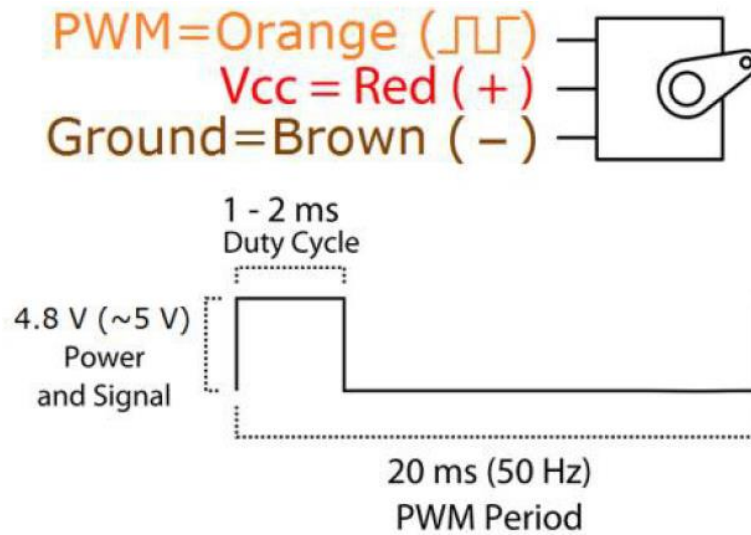 PWM=Orange (⎍⎍)
Vcc = Red ( + )
Ground=Brown ( − )
1 - 2 ms
Duty Cycle
4.8 V (~5 V)
Power
and Signal
20 ms (50 Hz)
PWM Period